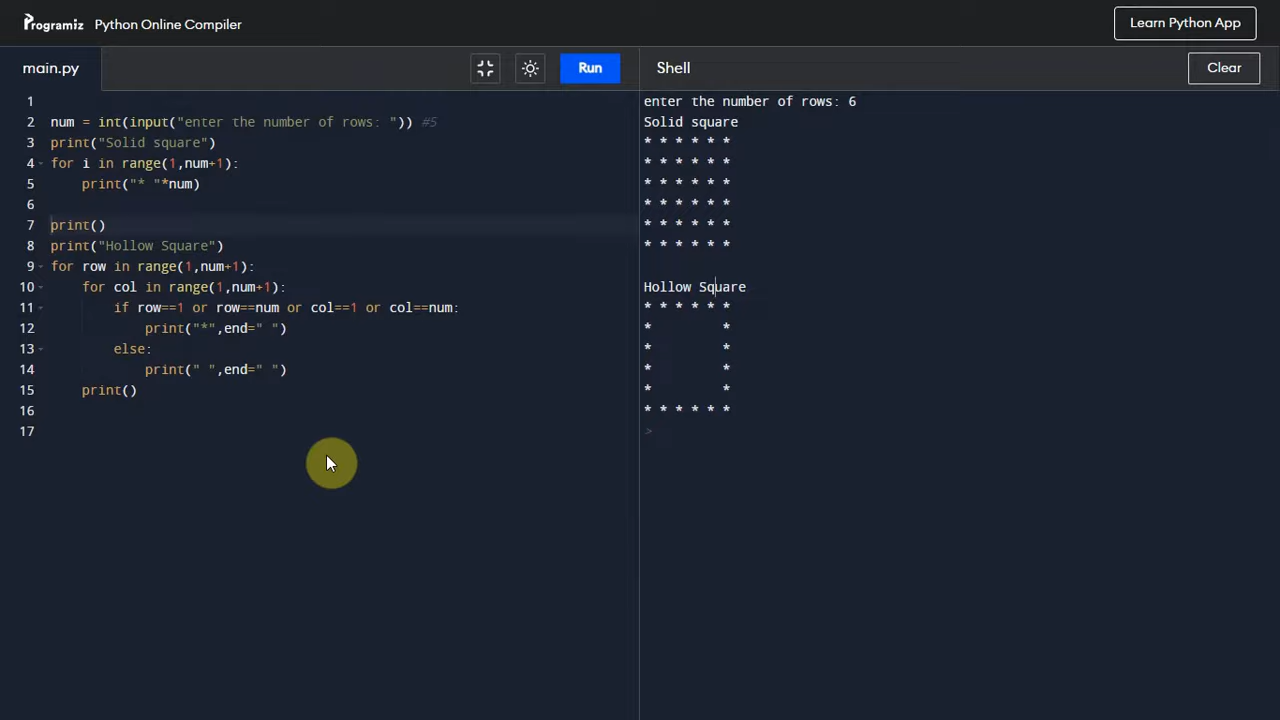 Programiz Python Online Compiler
Learn Python App
main.py
Run
Shell
Clear
1
2 num = int(input("enter the number of rows: ")) #5
3 print("Solid square")
4 for i in range(1,num+1):
5     print("* "*num)
6
7 print()
8 print("Hollow Square")
9 for row in range(1,num+1):
10     for col in range(1,num+1):
11         if row==1 or row==num or col==1 or col==num:
12             print("*",end=" ")
13         else:
14             print(" ",end=" ")
15     print()
16
17
enter the number of rows: 6
Solid square
* * * * * *
* * * * * *
* * * * * *
* * * * * *
* * * * * *
* * * * * *
Hollow Square
* * * * * *
*         *
*         *
*         *
*         *
* * * * * *
>